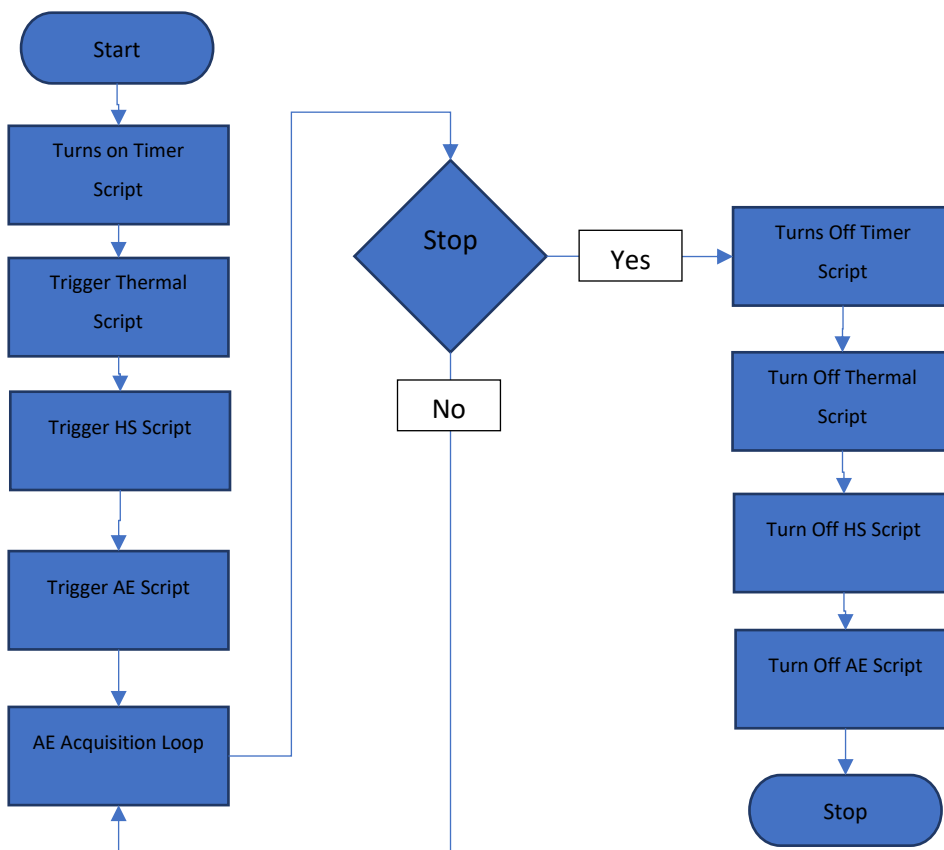 Start
Turns on Timer
Script
Trigger Thermal
Script
Trigger HS Script
Trigger AE Script
AE Acquisition Loop
Stop
Yes
No
Turns Off Timer
Script
Turn Off Thermal
Script
Turn Off HS Script
Turn Off AE Script
Stop